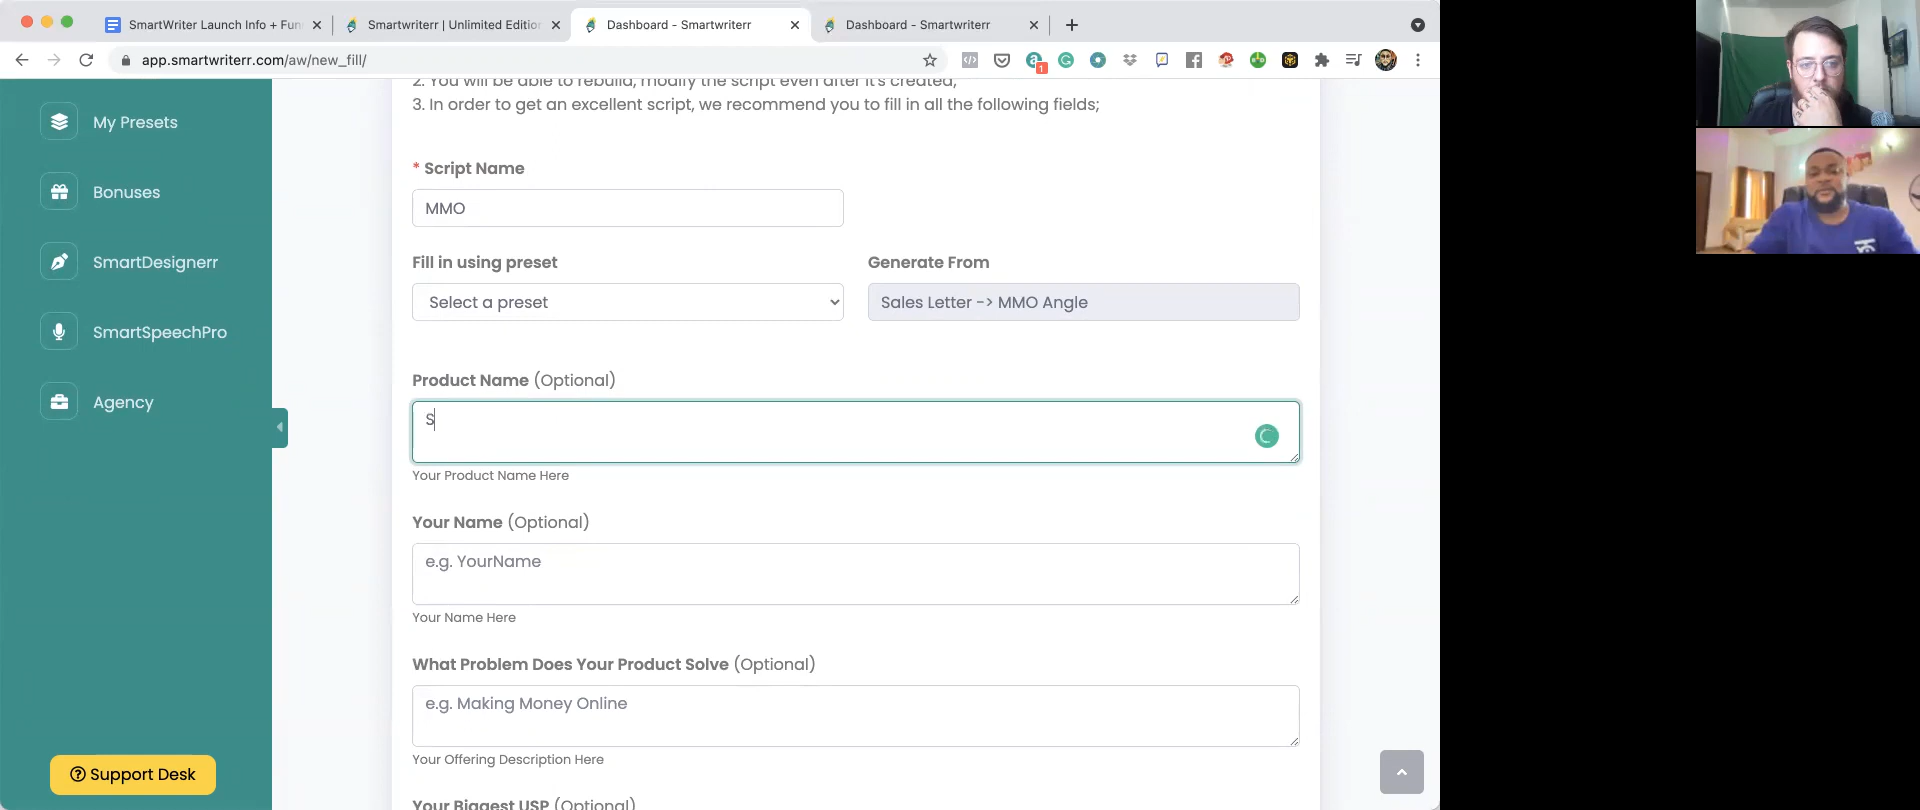 SmartWriter Launch Info + Fun
Smartwriterr | Unlimited Edition
Dashboard - Smartwriterr
Dashboard - Smartwriterr
app.smartwriterr.com/aw/new_fill/
1
My Presets
Bonuses
SmartDesignerr
SmartSpeechPro
Agency
Support Desk
2. You will be able to rebuild, modify the script even after it's created;
3. In order to get an excellent script, we recommend you to fill in all the following fields;
* Script Name
MMO
Fill in using preset
Generate From
Select a preset
Sales Letter -> MMO Angle
Product Name (Optional)
S
Your Product Name Here
Your Name (Optional)
e.g. YourName
Your Name Here
What Problem Does Your Product Solve (Optional)
e.g. Making Money Online
Your Offering Description Here
Your Biggest USP (Optional)